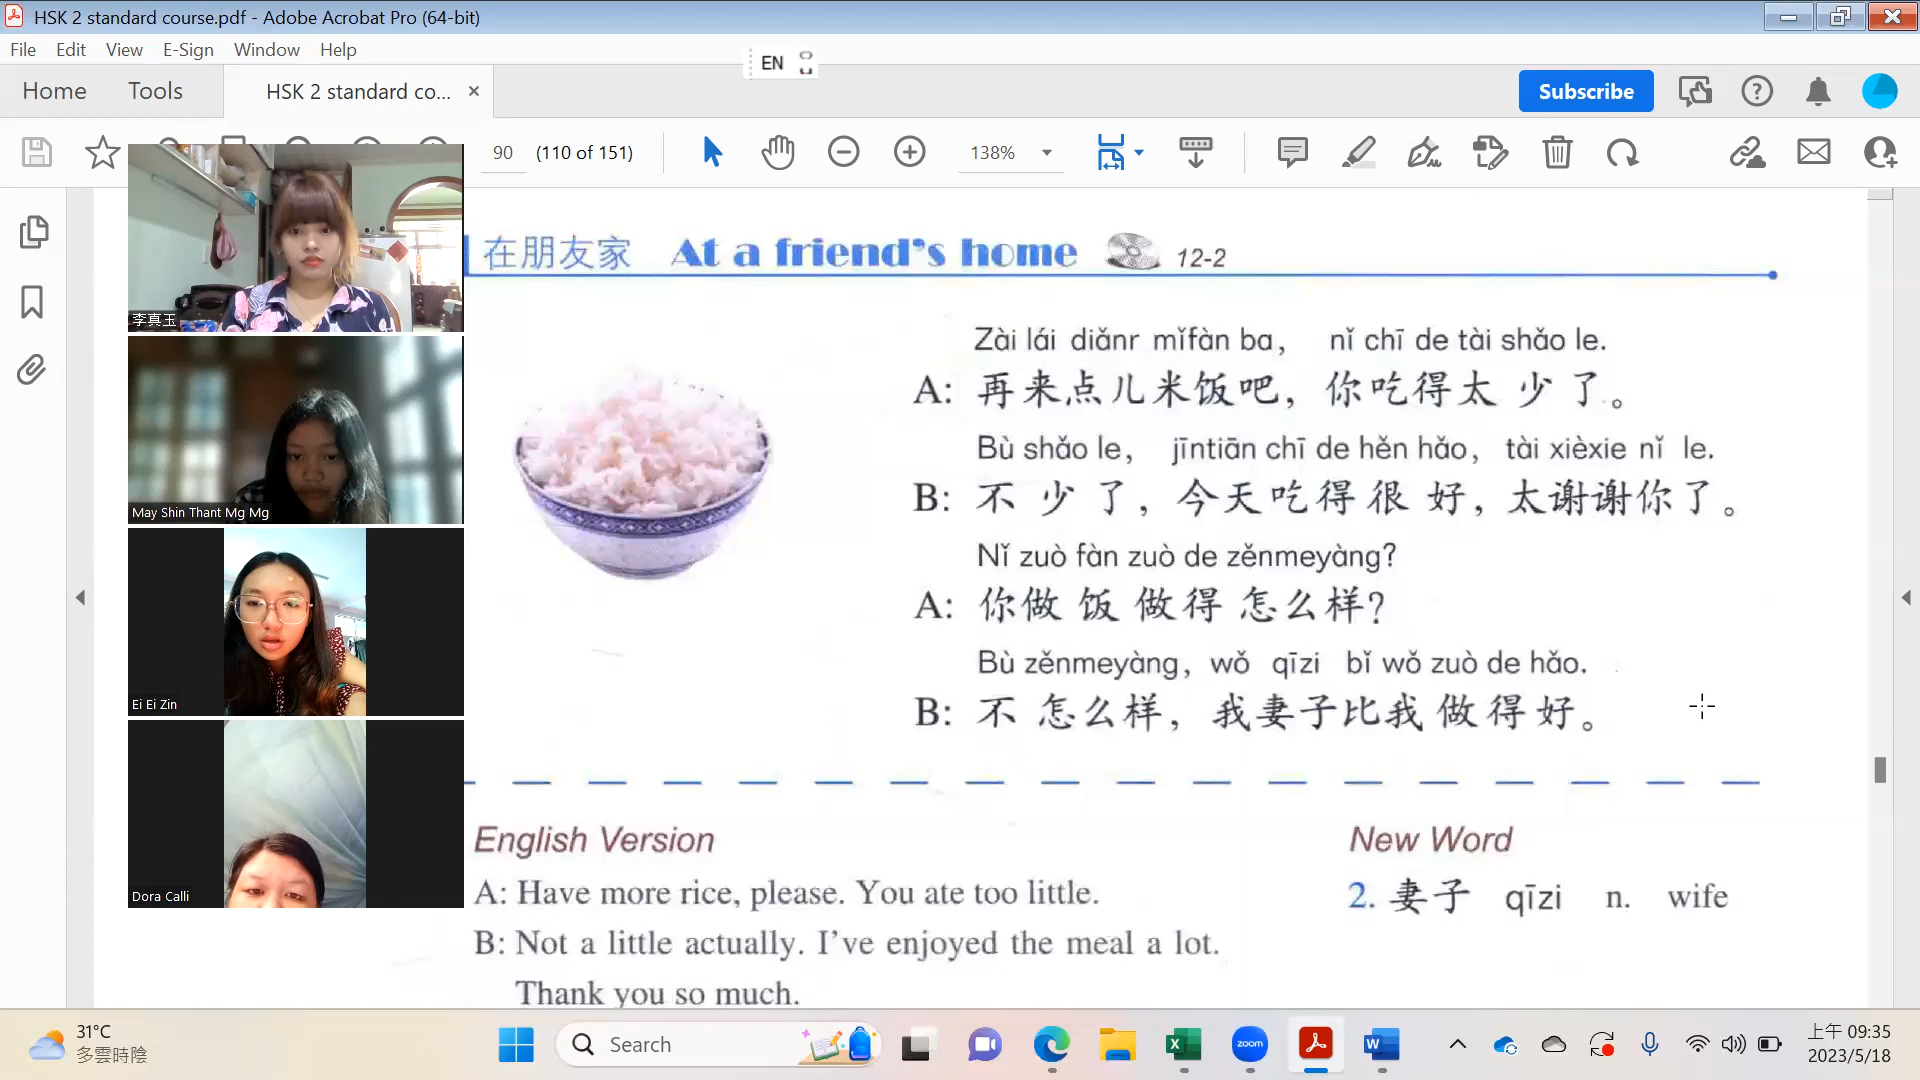 HSK 2 standard course.pdf - Adobe Acrobat Pro (64-bit)
File Edit View E-Sign Window Help
EN
Home Tools HSK 2 standard co... Subscribe
90 (110 of 151) 138%
李真玉
May Shin Thant Mg Mg
Ei Ei Zin
Dora Calli
在朋友家 At a friend's home 12-2
Zài lái diǎnr mǐfàn ba, nǐ chī de tài shǎo le.
A: 再来点儿米饭吧，你吃得太少了。
Bù shǎo le, jīntiān chī de hěn hǎo, tài xièxie nǐ le.
B: 不少了，今天吃得很好，太谢谢你了。
Nǐ zuò fàn zuò de zěnmeyàng?
A: 你做饭做得怎么样？
Bù zěnmeyàng, wǒ qīzi bǐ wǒ zuò de hǎo.
B: 不怎么样，我妻子比我做得好。
English Version
A: Have more rice, please. You ate too little.
B: Not a little actually. I've enjoyed the meal a lot.
Thank you so much.
New Word
2. 妻子 qīzi n. wife
31°C
多雲時陰
Search
zoom
上午 09:35
2023/5/18